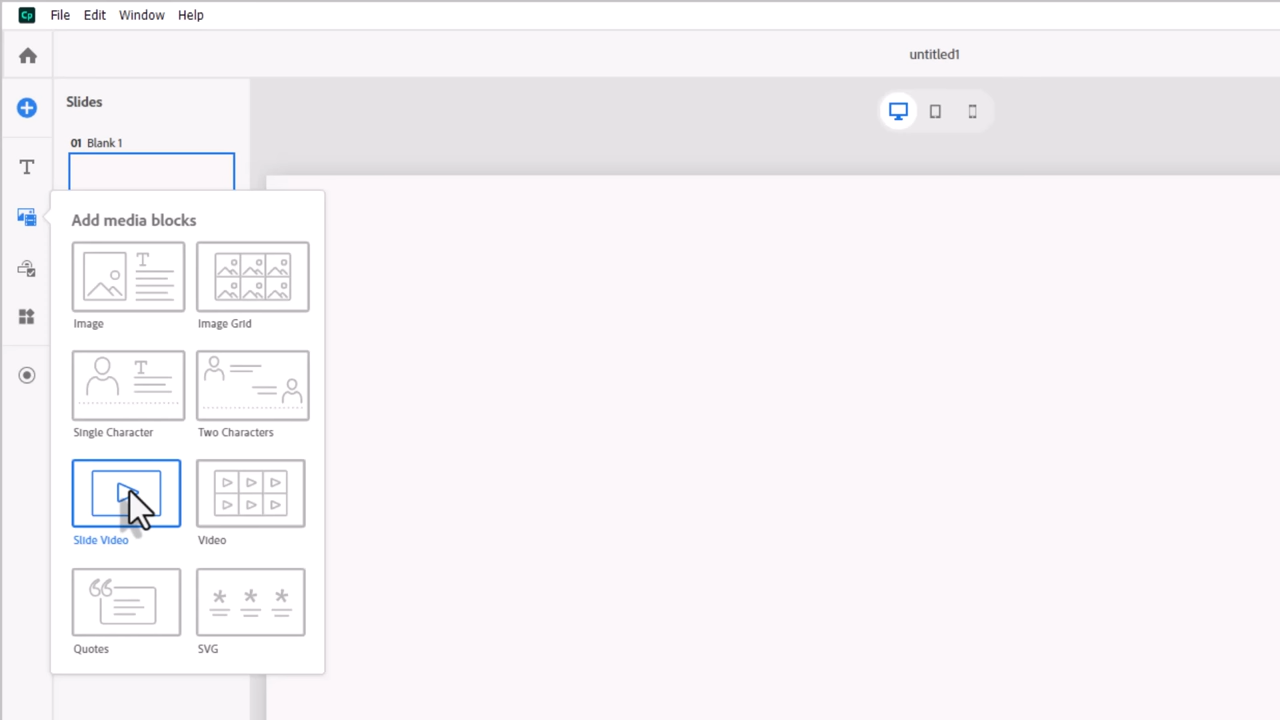 Cp File Edit Window Help
untitled1
Slides
01 Blank 1
T
Add media blocks
T
Image Image Grid
T
Single Character Two Characters
Slide Video Video
Quotes SVG